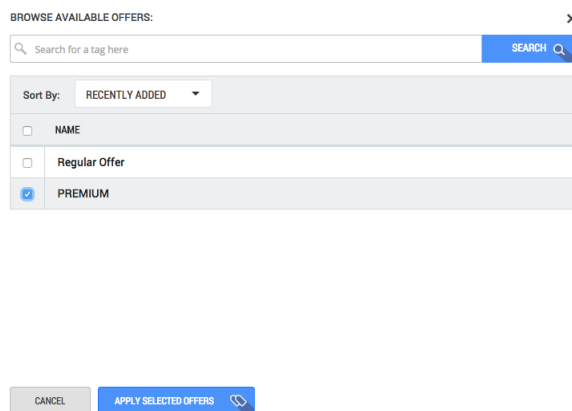 BROWSE AVAILABLE OFFERS:
Search for a tag here
SEARCH
Sort By: RECENTLY ADDED
NAME
Regular Offer
PREMIUM
CANCEL APPLY SELECTED OFFERS